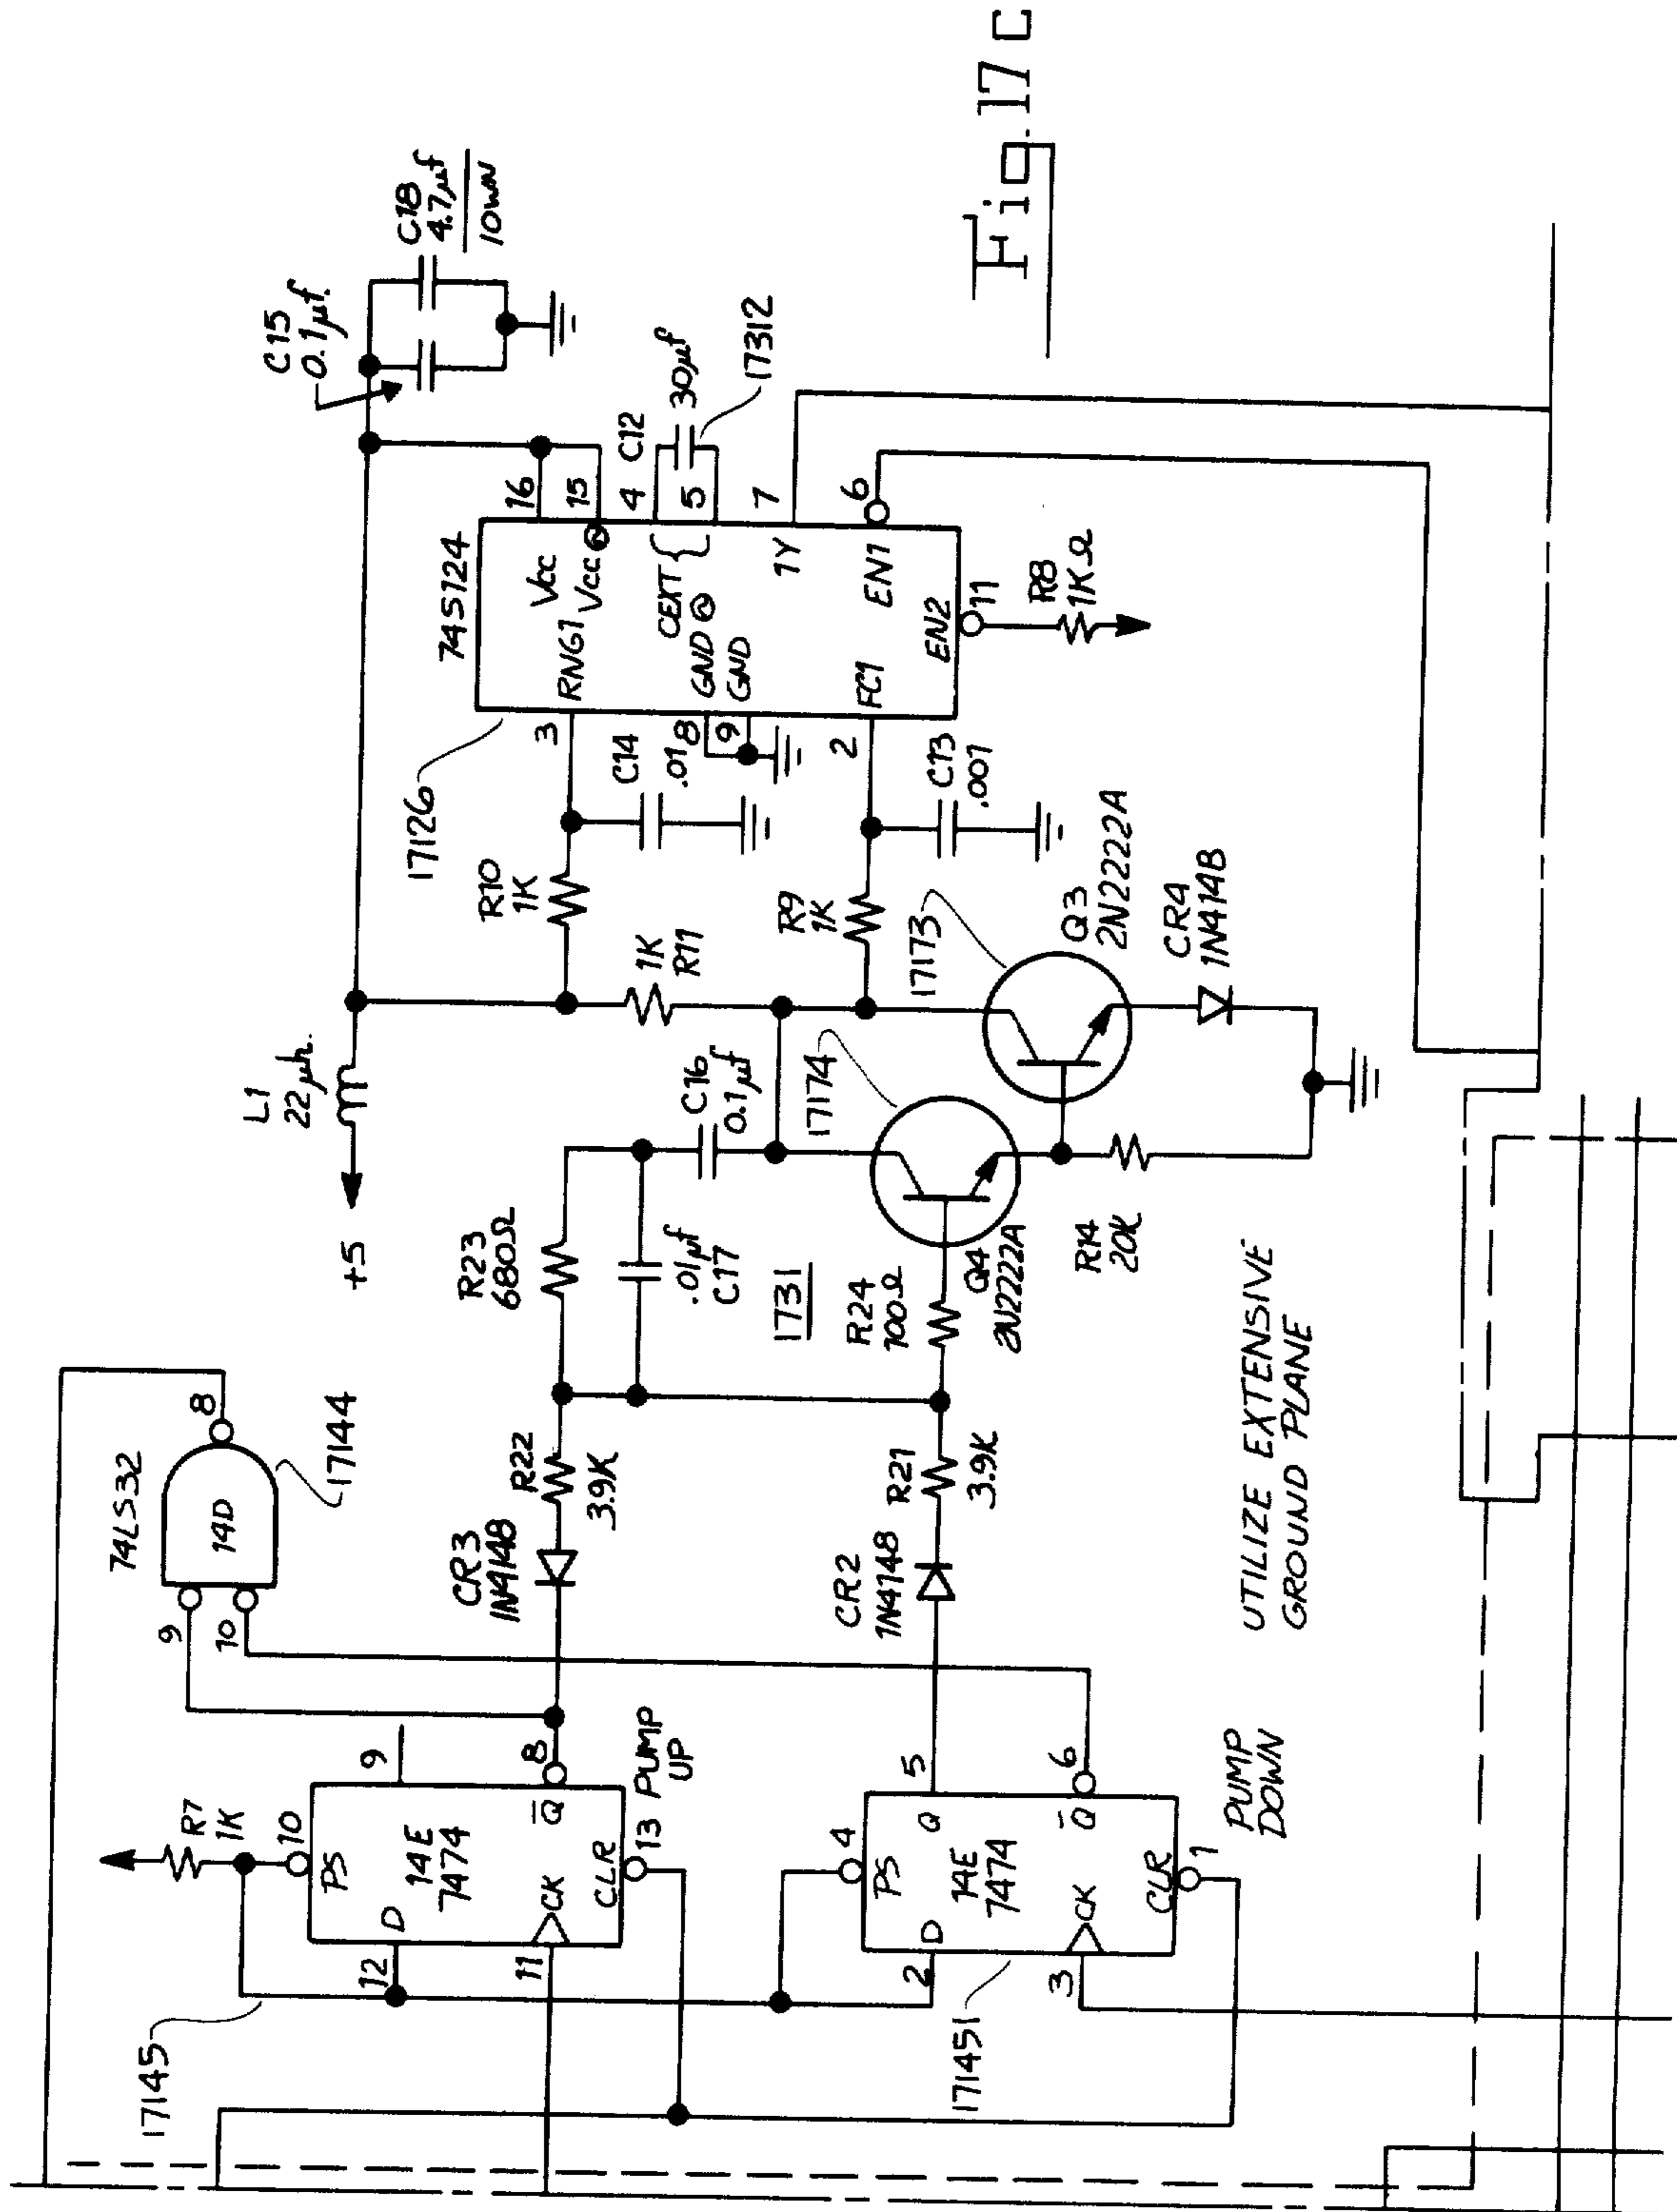 Fig. 17 C
17145
R7
1K
10
PS
14E
7474
D
12
CK
11
CLR
13
9
Q
8
PUMP
UP
17451
4
PS
14E
7474
D
2
CK
3
CLR
1
Q
5
Q
6
PUMP
DOWN
74LS32
14D
9
10
8
17144
CR3
1N4148
R22
3.9K
CR2
1N4148
R21
3.9K
R23
680Ω
.01µf
C17
1731
R24
100Ω
Q4
2N2222A
C16
0.1µf
17174
R14
20K
+5
L1
22µh.
1K
R11
R10
1K
R9
1K
17173
Q3
2N2222A
CR4
1N4148
17126
C14
.01
C13
.001
74S124
3
RNG1
Vcc
16
Vcc
15
CEXT
4
5
GND
8
GND
9
1Y
7
FC1
2
EN1
6
EN2
11
R8
1KΩ
C12
30µf
17312
C15
0.1µf.
C18
4.7µf
UTILIZE EXTENSIVE
GROUND PLANE